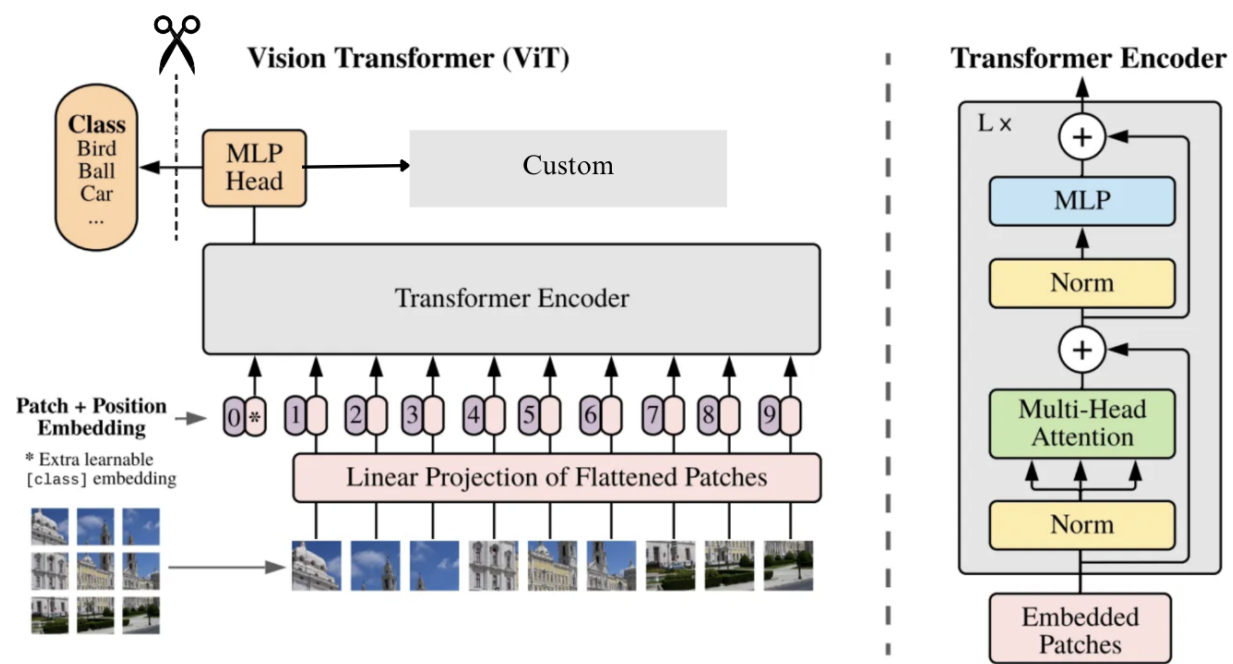 Vision Transformer (ViT)
Class
Bird
Ball
Car
...
MLP
Head
Custom
Transformer Encoder
Patch + Position
Embedding
0 * 1 2 3 4 5 6 7 8 9
* Extra learnable
[class] embedding
Linear Projection of Flattened Patches
Transformer Encoder
L ×
+
MLP
Norm
+
Multi-Head
Attention
Norm
Embedded
Patches